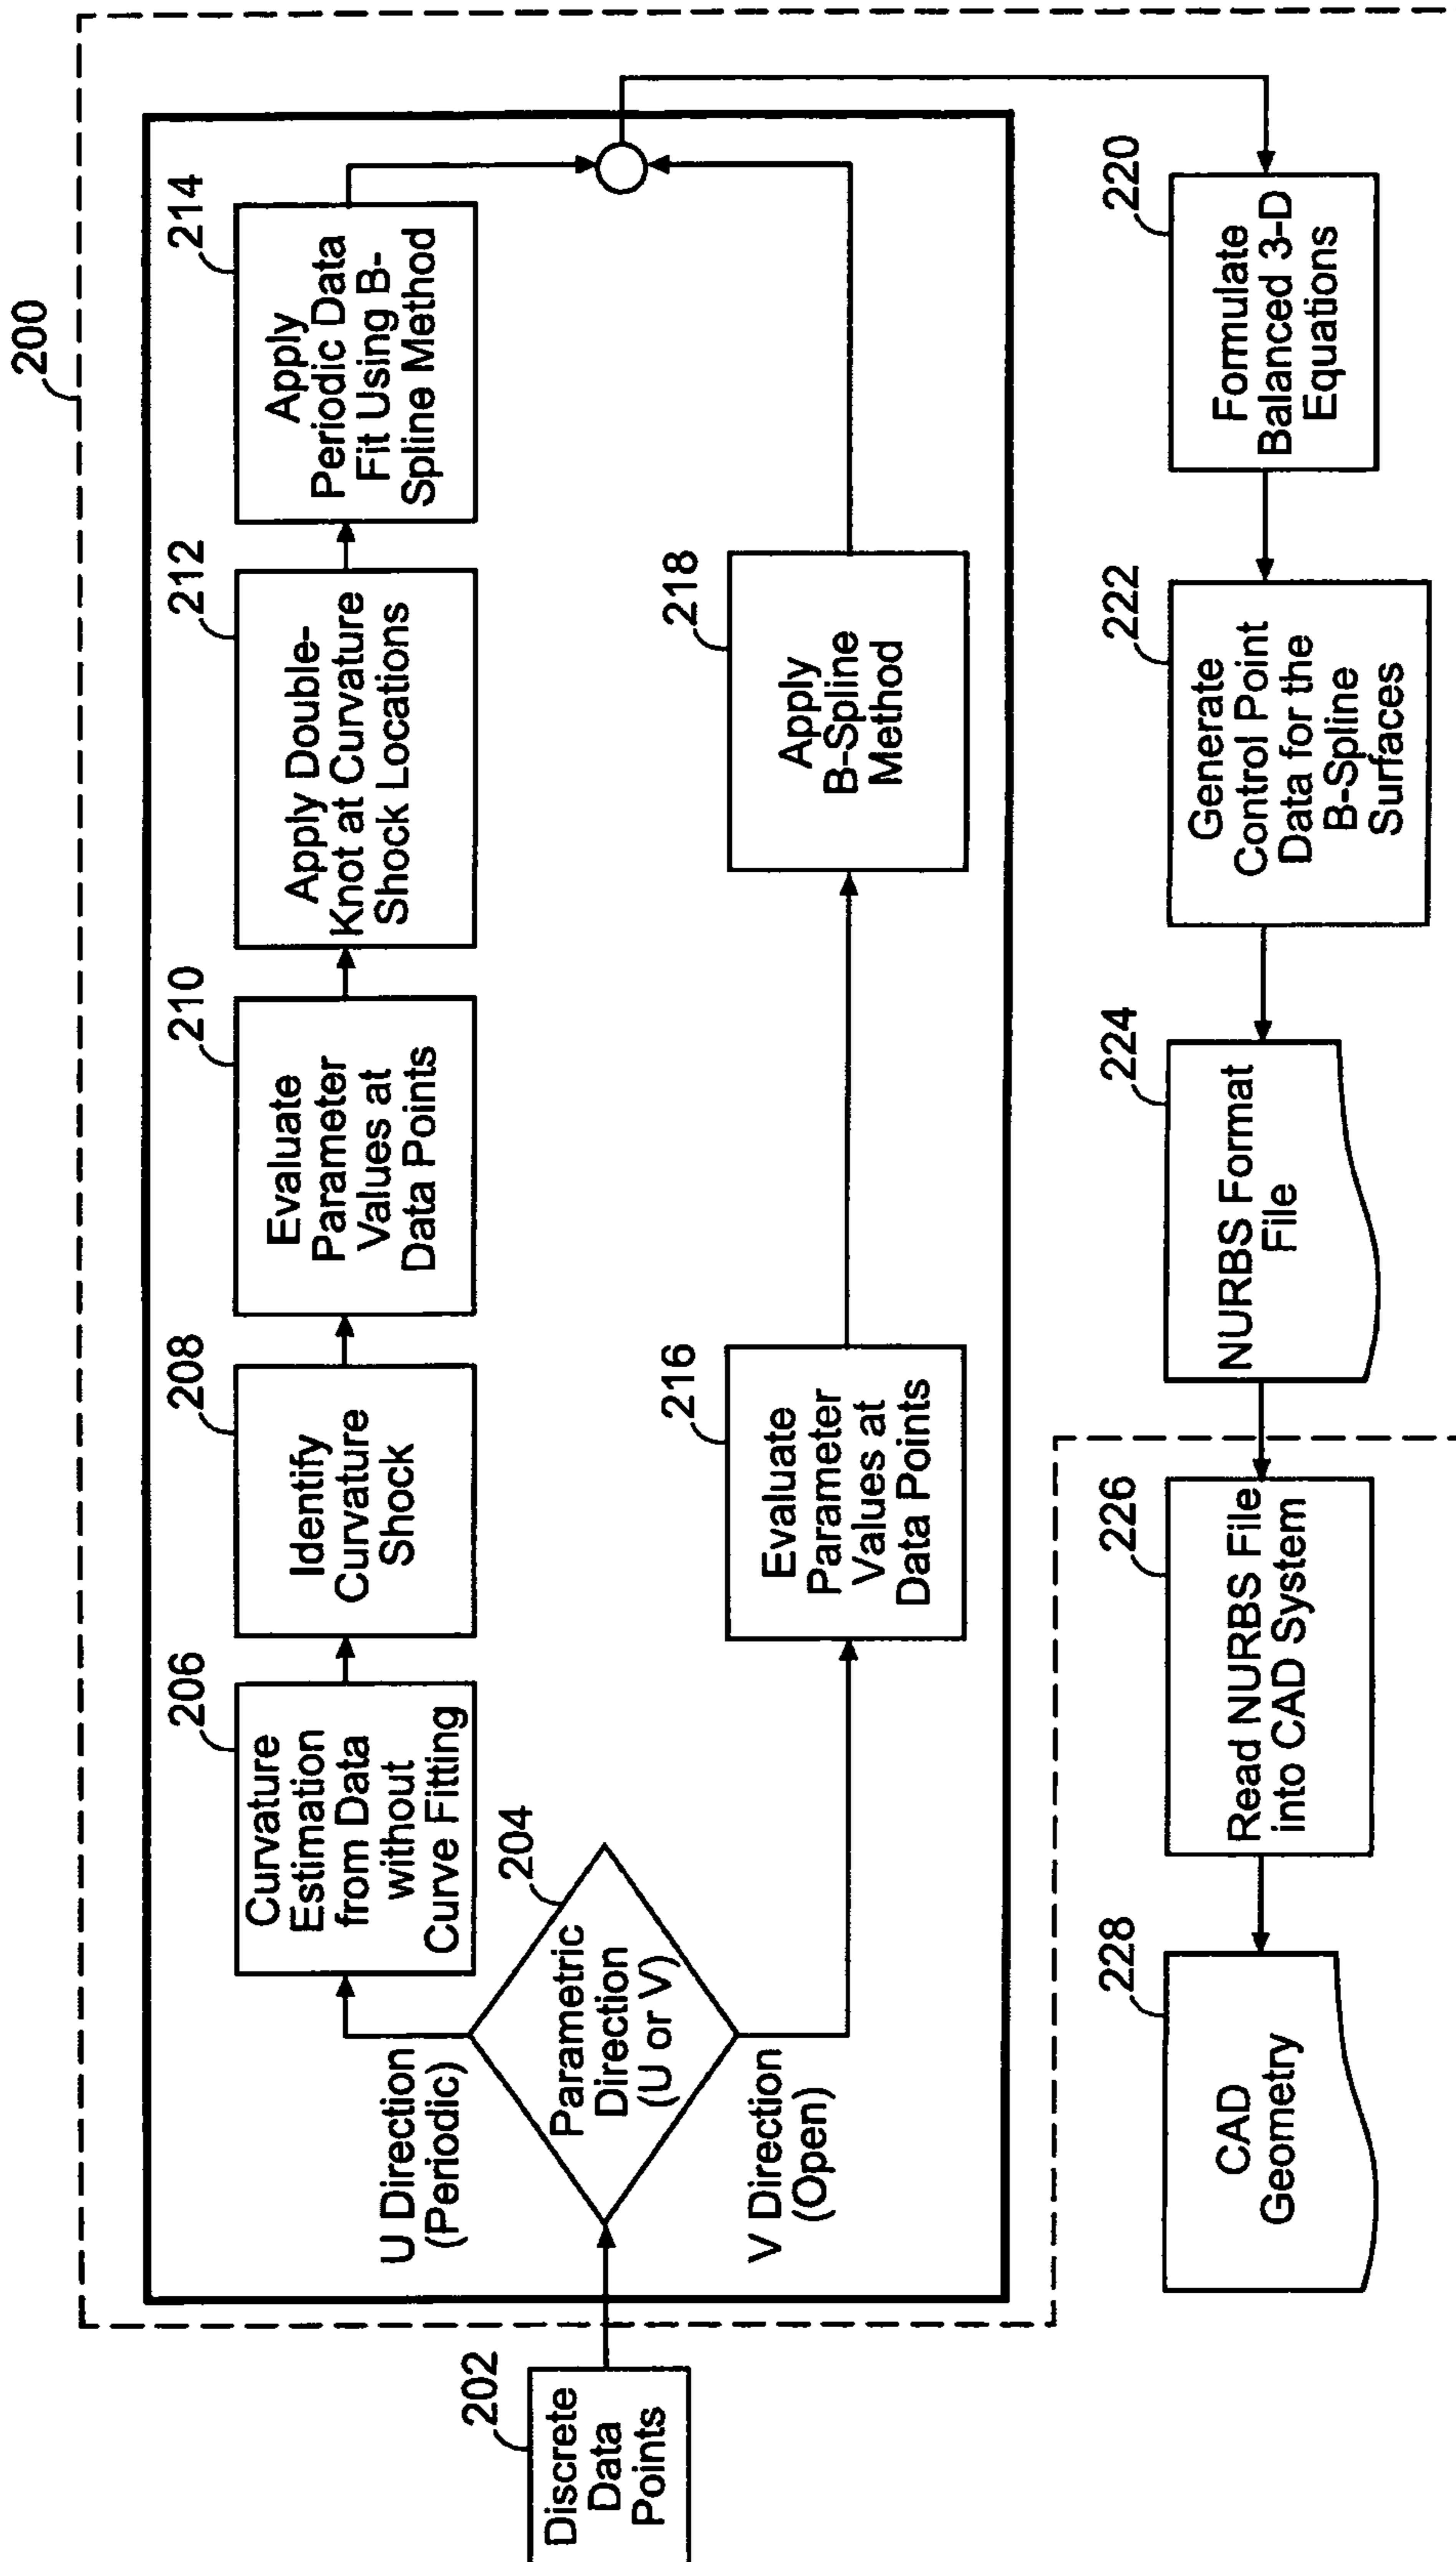 200
202
Discrete
Data
Points
204
Parametric
Direction
(U or V)
U Direction
(Periodic)
206
Curvature
Estimation
from Data
without
Curve Fitting
208
Identify
Curvature
Shock
210
Evaluate
Parameter
Values at
Data Points
212
Apply Double-
Knot at Curvature
Shock Locations
214
Apply
Periodic Data
Fit Using B-
Spline Method
V Direction
(Open)
216
Evaluate
Parameter
Values at
Data Points
218
Apply
B-Spline
Method
220
Formulate
Balanced 3-D
Equations
222
Generate
Control Point
Data for the
B-Spline
Surfaces
224
NURBS Format
File
226
Read NURBS File
into CAD System
228
CAD
Geometry